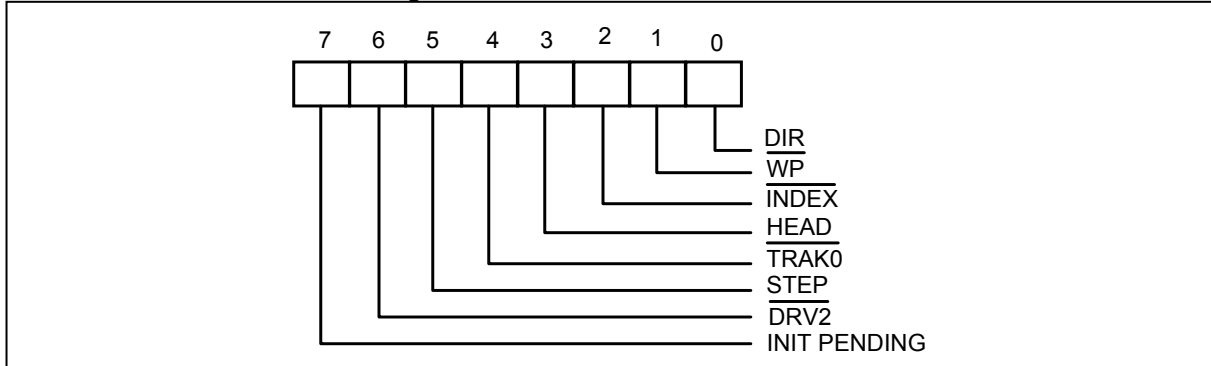 7 6 5 4 3 2 1 0
DIR
WP
INDEX
HEAD
TRAK0
STEP
DRV2
INIT PENDING